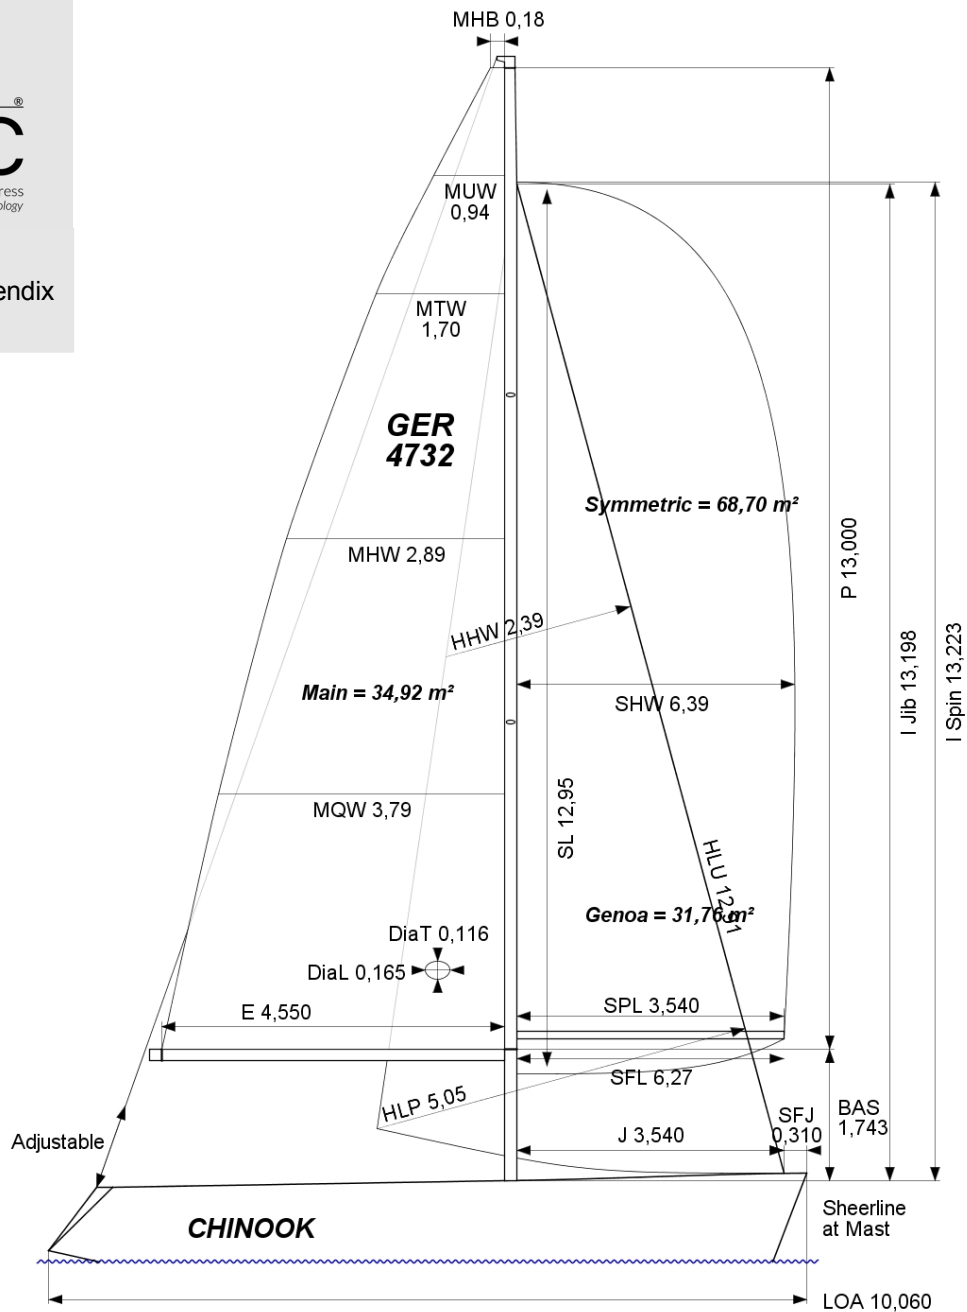 MHB 0,18
®
C
ress
ology
endix
MUW
0,94
MTW
1,70
GER
4732
Symmetric = 68,70 m²
P 13,000
MHW 2,89
HHW 2,39
I Jib 13,198
I Spin 13,223
Main = 34,92 m²
SHW 6,39
SL 12,95
MQW 3,79
HLU 12,91
Genoa = 31,76 m²
DiaT 0,116
DiaL 0,165
E 4,550
SPL 3,540
SFL 6,27
HLP 5,05
J 3,540
SFJ
0,310
BAS
1,743
Adjustable
CHINOOK
Sheerline
at Mast
LOA 10,060